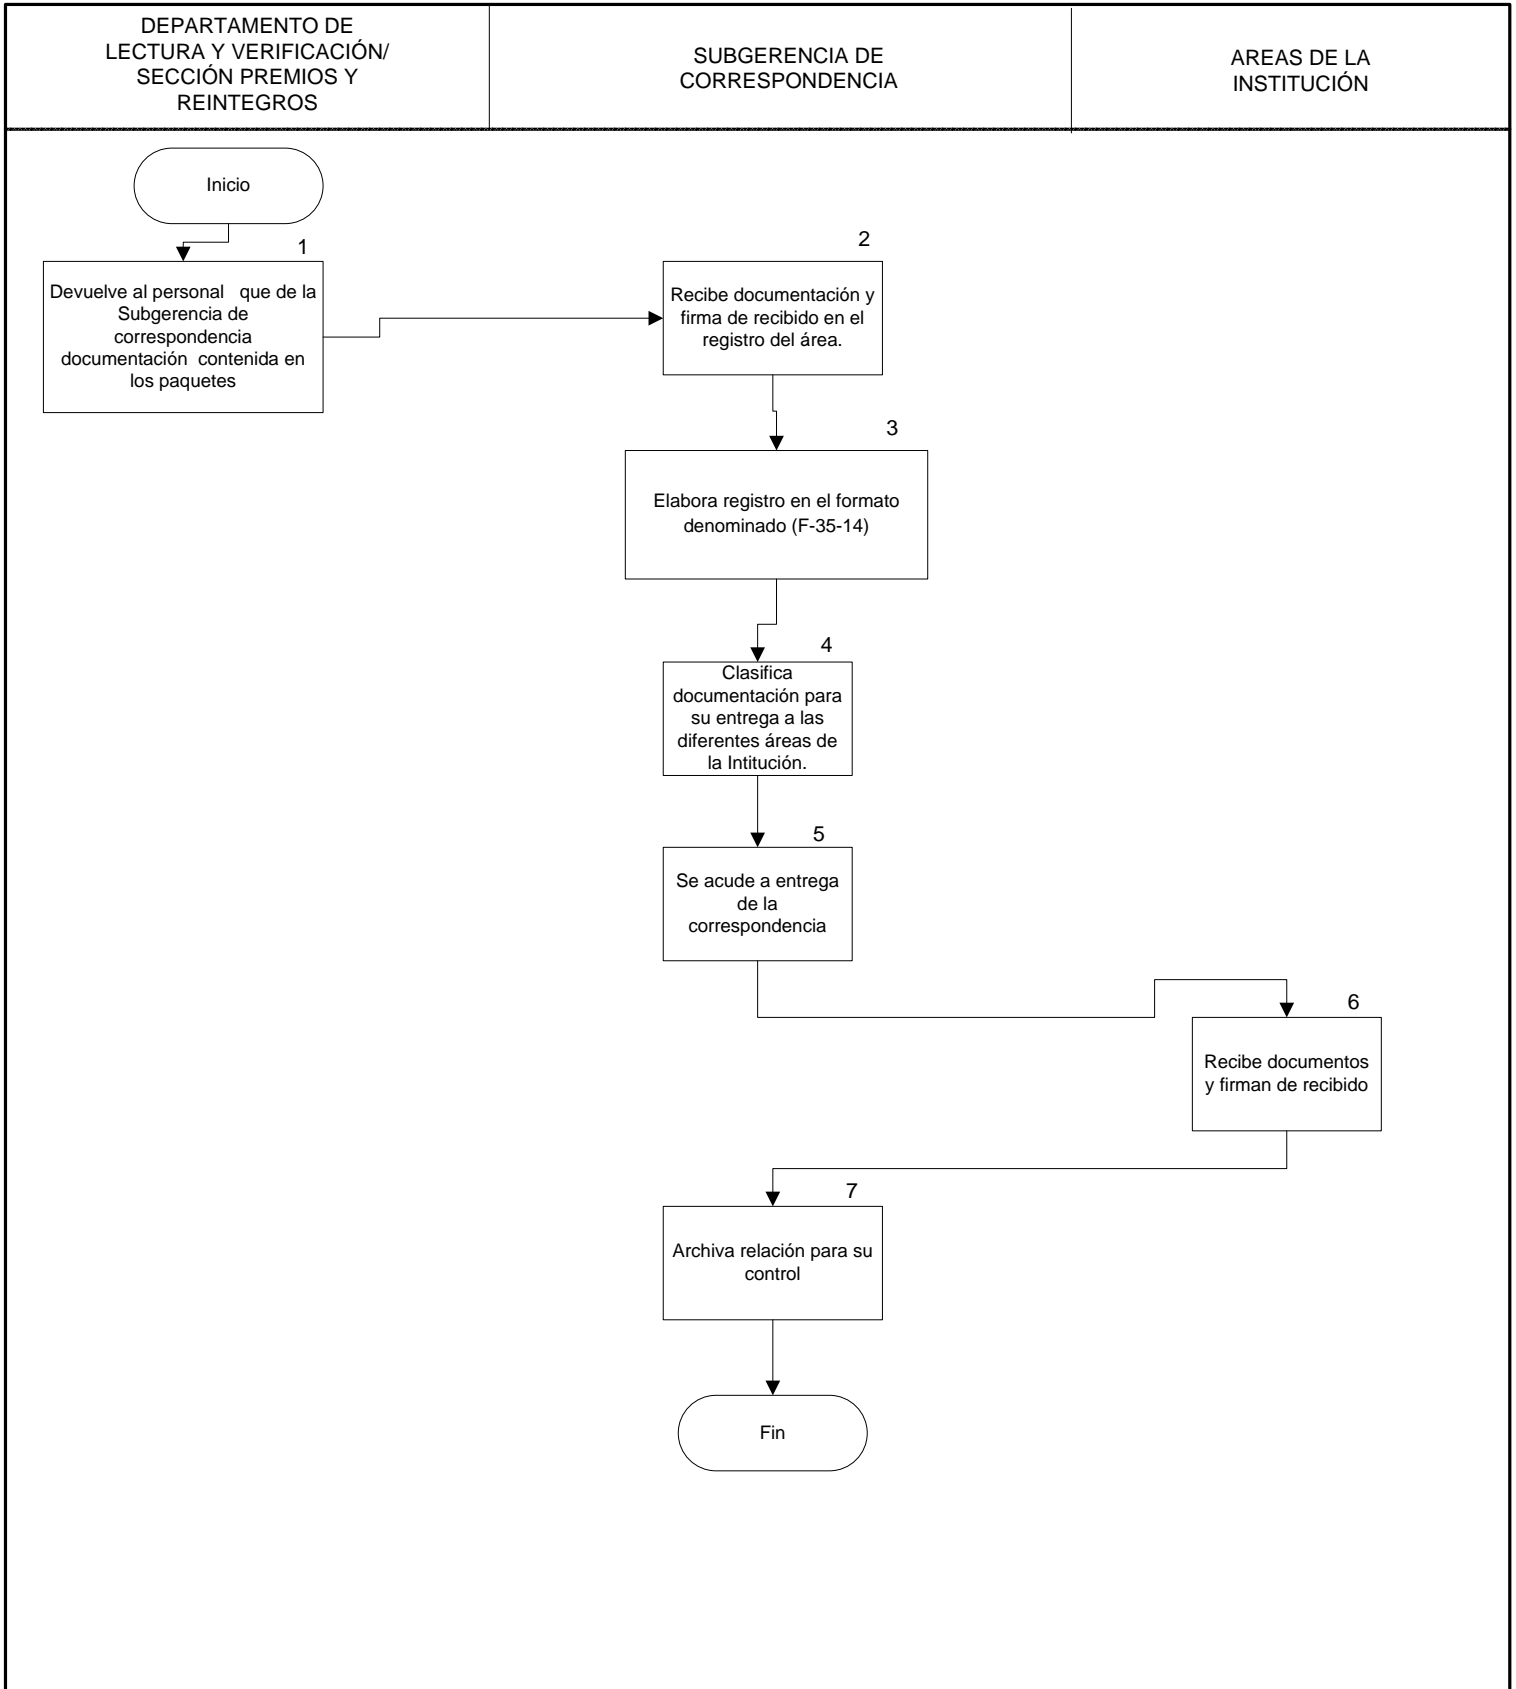 DEPARTAMENTO DE
LECTURA Y VERIFICACIÓN/
SECCIÓN PREMIOS Y
REINTEGROS
SUBGERENCIA DE
CORRESPONDENCIA
AREAS DE LA
INSTITUCIÓN
Inicio
1
Devuelve al personal que de la
Subgerencia de
correspondencia
documentación contenida en
los paquetes
2
Recibe documentación y
firma de recibido en el
registro del área.
3
Elabora registro en el formato
denominado (F-35-14)
4
Clasifica
documentación para
su entrega a las
diferentes áreas de
la Intitución.
5
Se acude a entrega
de la
correspondencia
6
Recibe documentos
y firman de recibido
7
Archiva relación para su
control
Fin